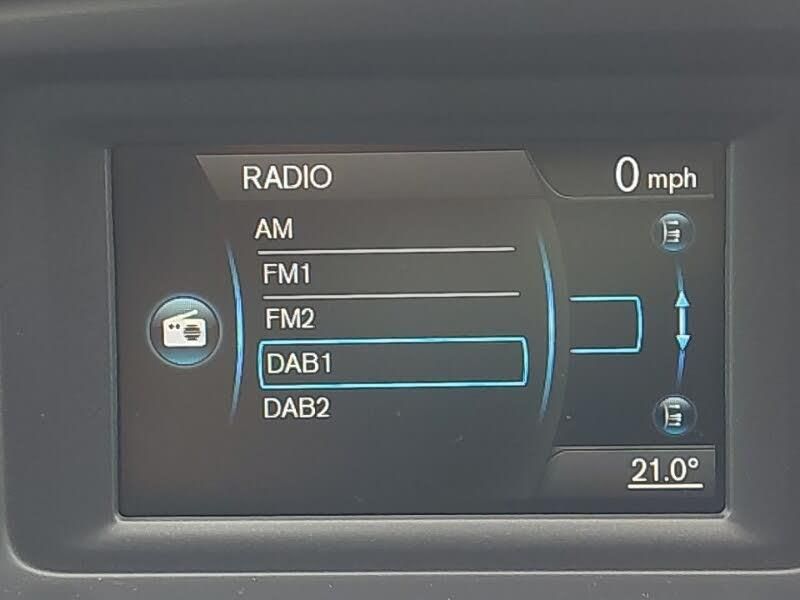 RADIO
0 mph
AM
FM1
FM2
DAB1
DAB2
21.0°